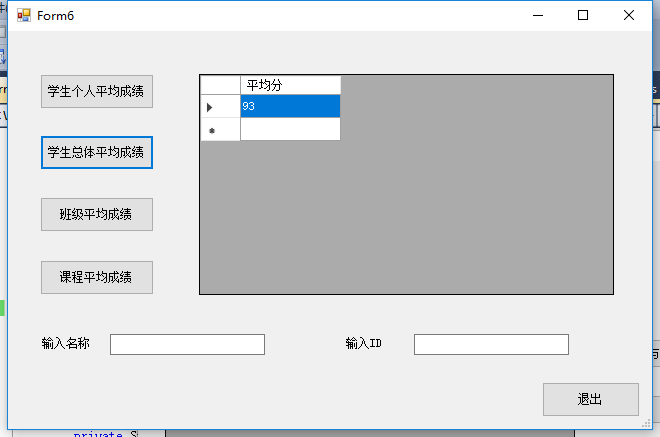 Form6
学生个人平均成绩
平均分
93
学生总体平均成绩
班级平均成绩
课程平均成绩
输入名称
输入ID
退出
private S